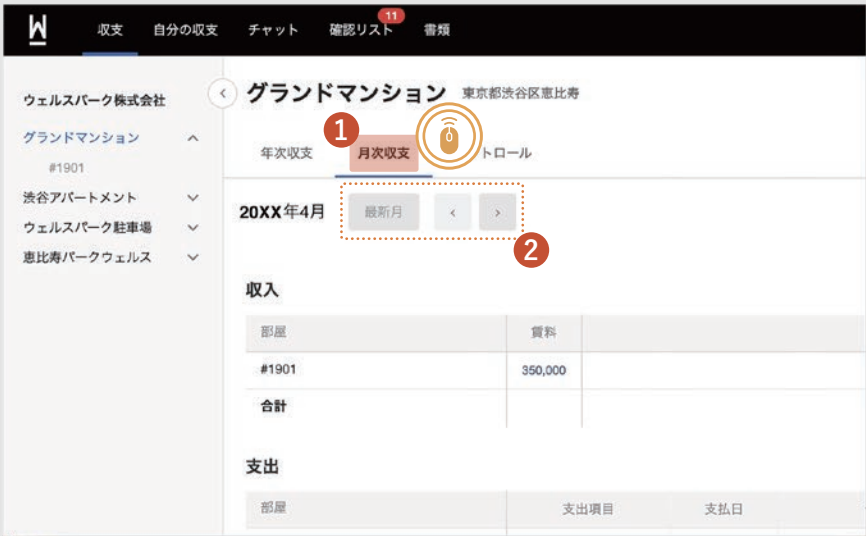 W 収支 自分の収支 チャット 確認リスト 11 書類
ウェルスパーク株式会社
グランドマンション
#1901
渋谷アパートメント
ウェルスパーク駐車場
恵比寿パークウェルス
グランドマンション 東京都渋谷区恵比寿
年次収支 1 月次収支 トロール
20XX年4月 最新月 < >
2
収入
部屋 賃料
#1901 350,000
合計
支出
部屋 支出項目 支払日